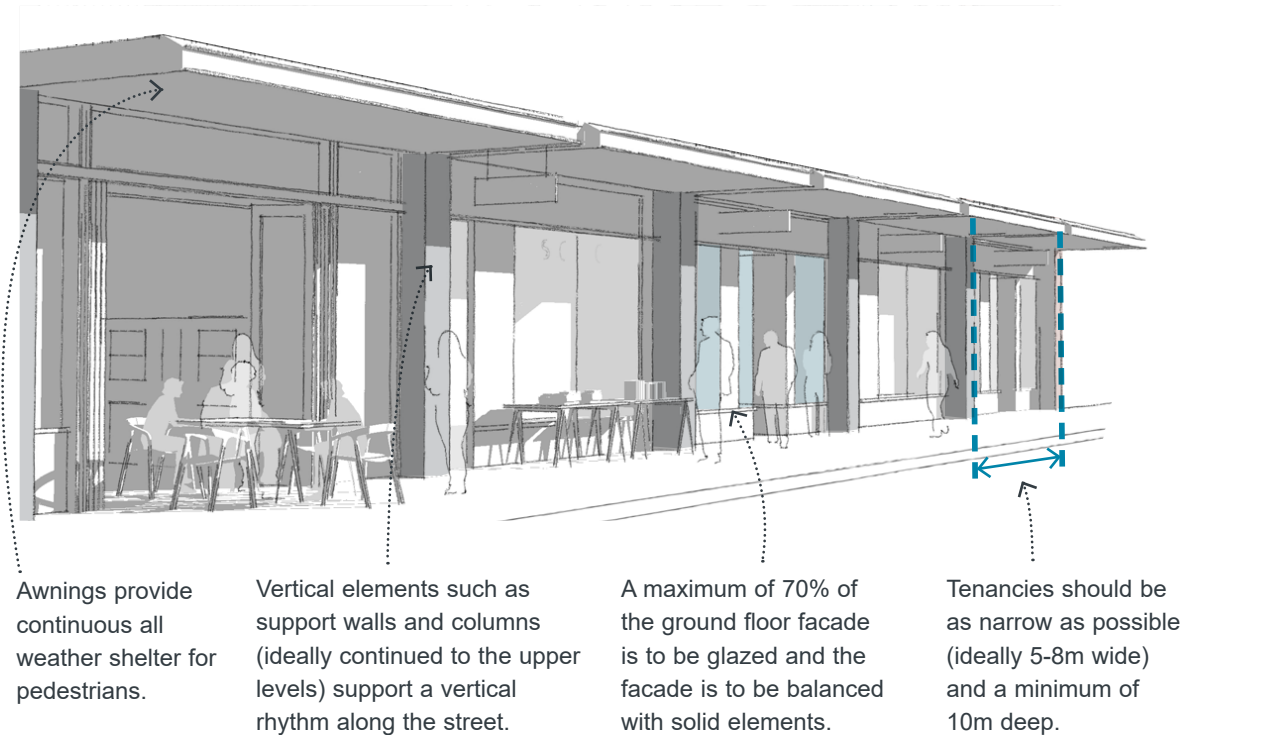 Awnings provide
continuous all
weather shelter for
pedestrians.
Vertical elements such as
support walls and columns
(ideally continued to the upper
levels) support a vertical
rhythm along the street.
A maximum of 70% of
the ground floor facade
is to be glazed and the
facade is to be balanced
with solid elements.
Tenancies should be
as narrow as possible
(ideally 5-8m wide)
and a minimum of
10m deep.